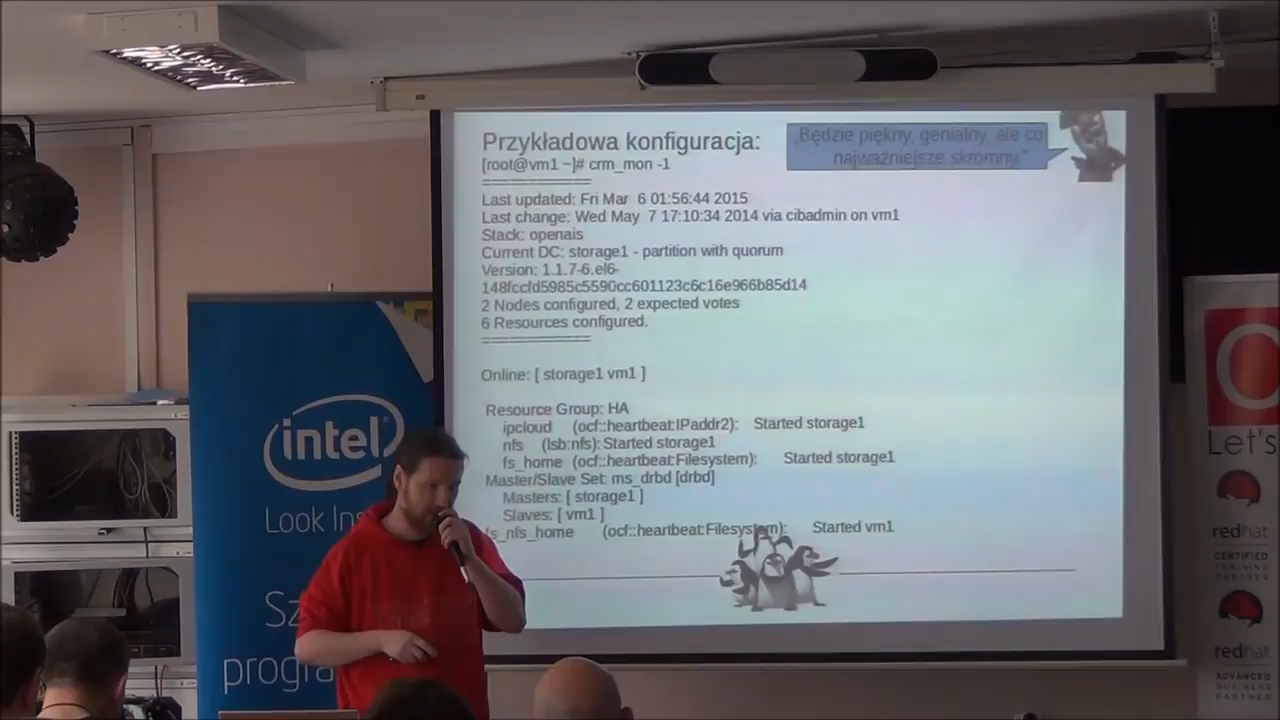 Przykładowa konfiguracja:
„Będzie piękny, genialny, ale co
najważniejsze skromny.”
[root@vm1 ~]# crm_mon -1
============
Last updated: Fri Mar 6 01:56:44 2015
Last change: Wed May 7 17:10:34 2014 via cibadmin on vm1
Stack: openais
Current DC: storage1 - partition with quorum
Version: 1.1.7-6.el6-
148fccfd5985c5590cc601123c6c16e966b85d14
2 Nodes configured, 2 expected votes
6 Resources configured.
============
Online: [ storage1 vm1 ]
Resource Group: HA
ipcloud (ocf::heartbeat:IPaddr2): Started storage1
nfs (lsb:nfs): Started storage1
fs_home (ocf::heartbeat:Filesystem): Started storage1
Master/Slave Set: ms_drbd [drbd]
Masters: [ storage1 ]
Slaves: [ vm1 ]
fs_nfs_home (ocf::heartbeat:Filesystem): Started vm1
intel
Look
Let's
redhat
CERTIFIED
TRAINING
PARTNER
redhat
ADVANCED
BUSINESS
PARTNER